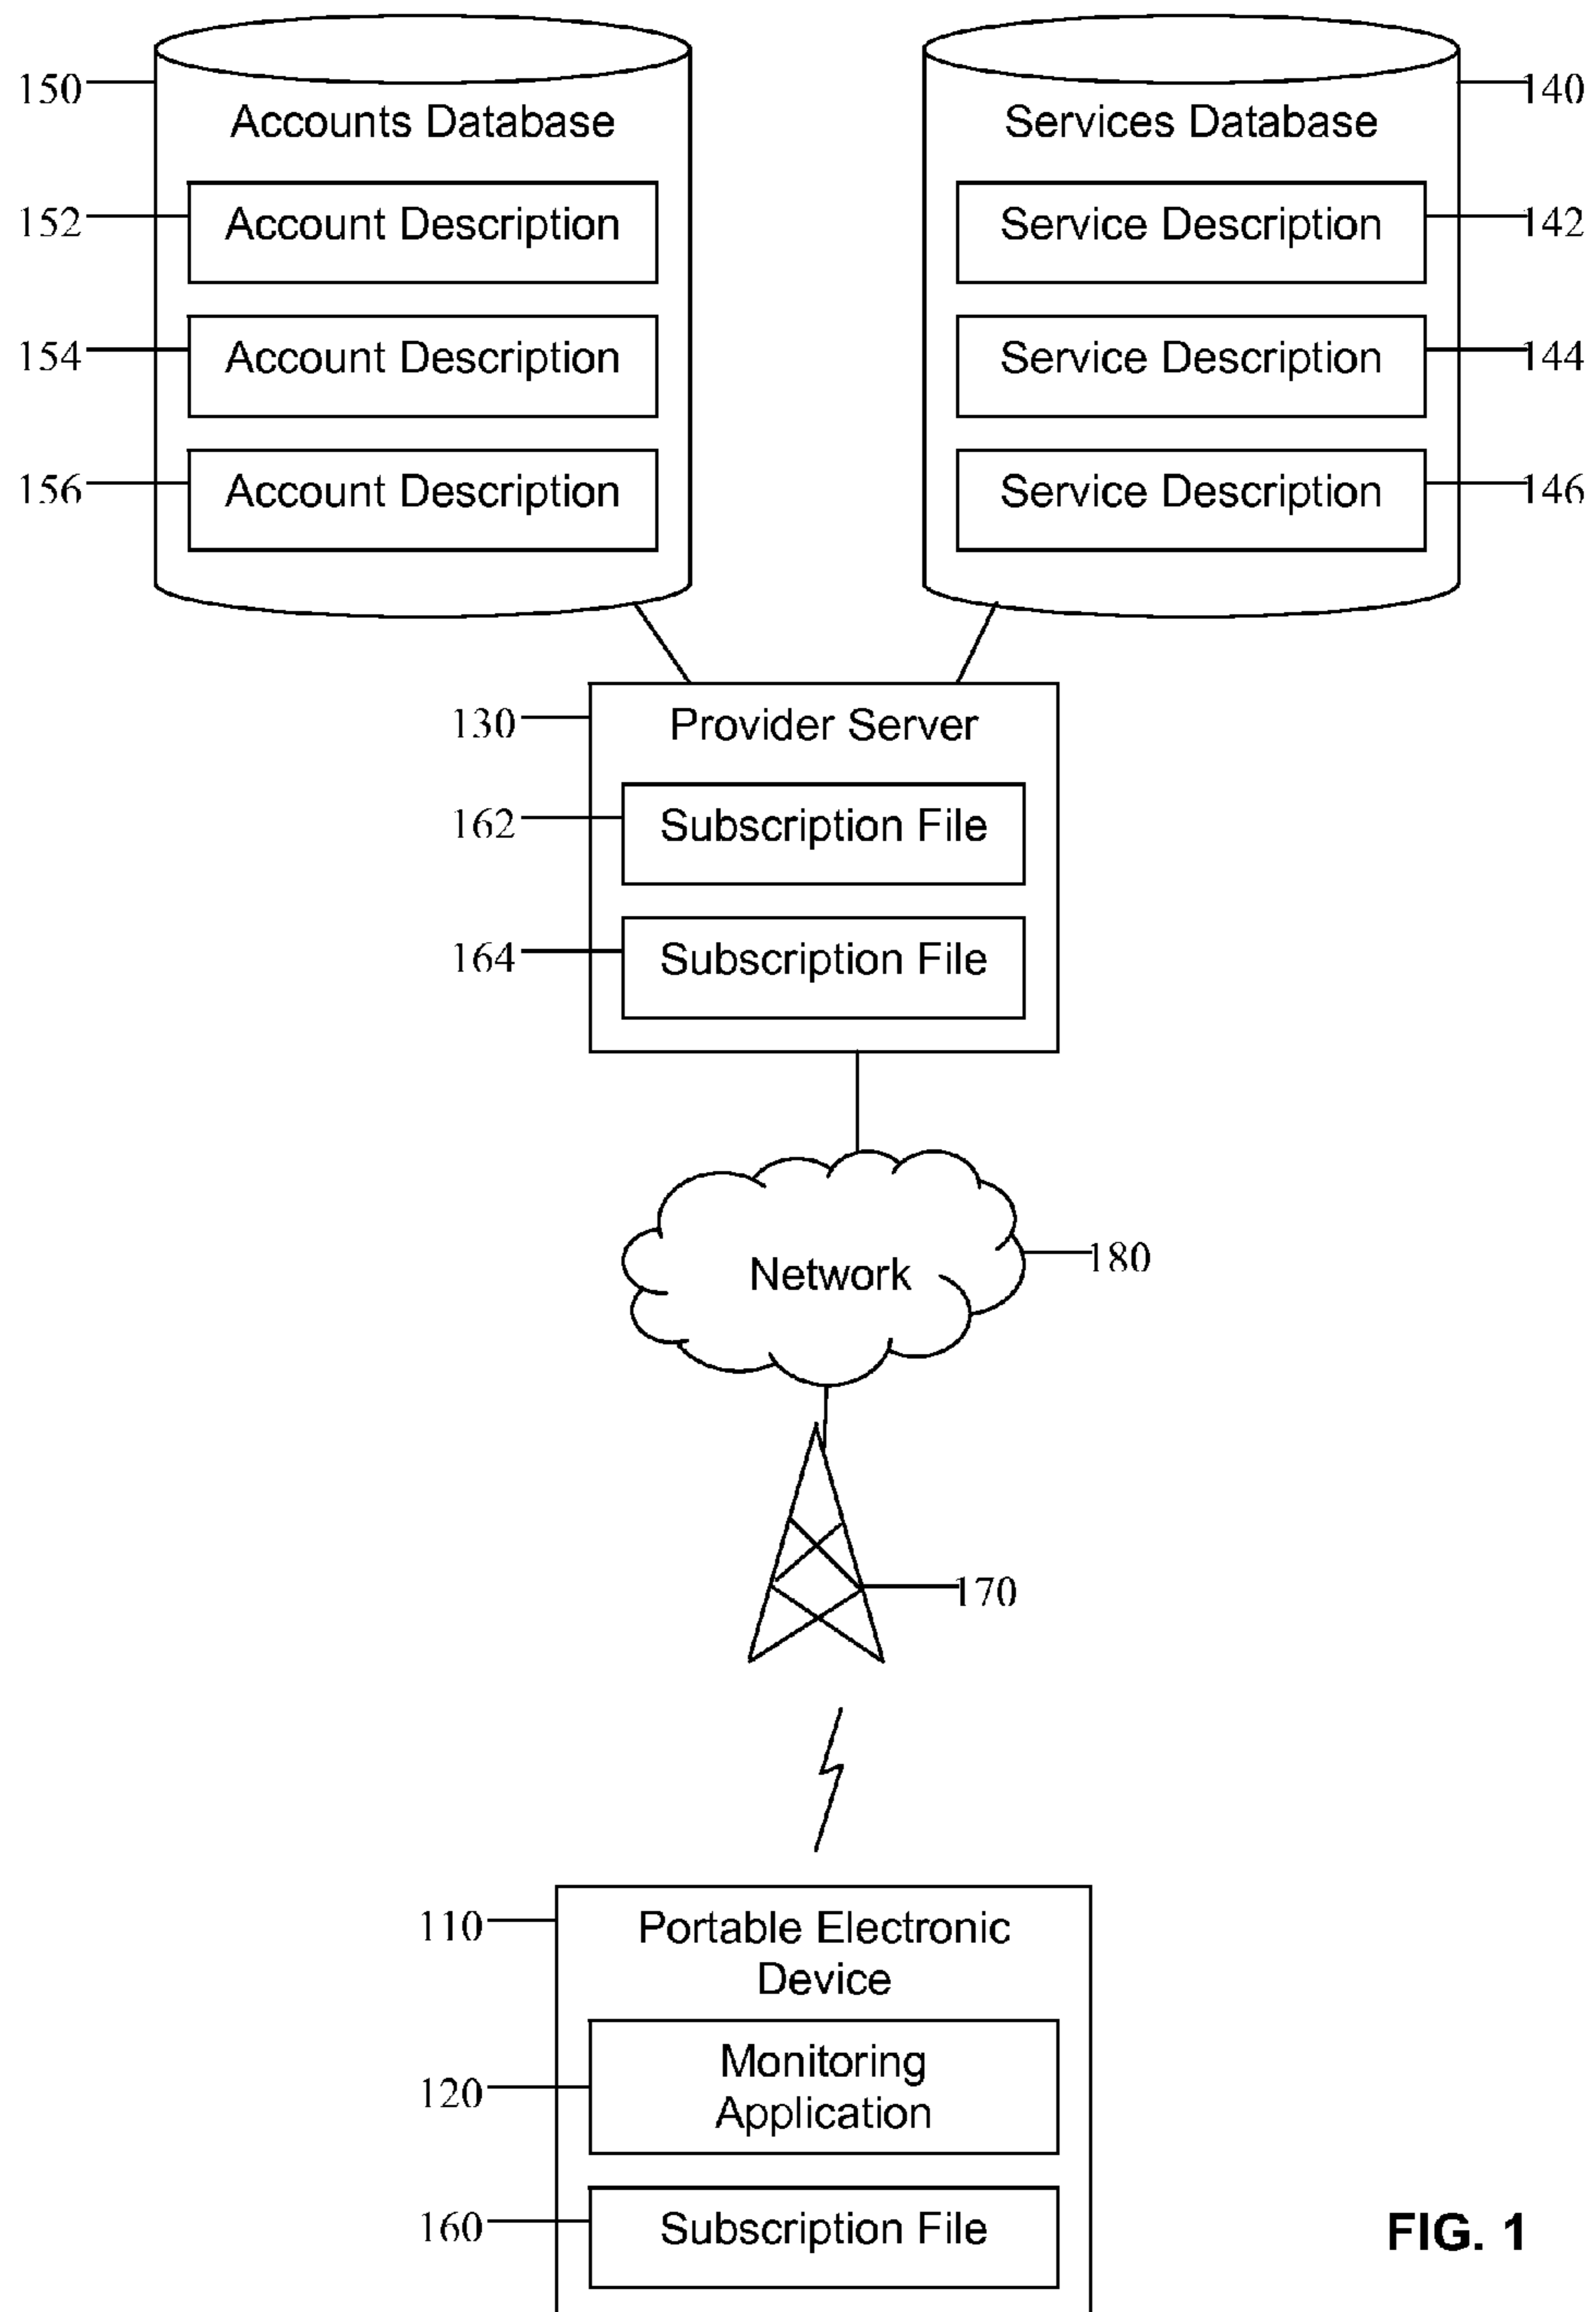 150
Accounts Database
152
Account Description
154
Account Description
156
Account Description
Services Database
140
Service Description
142
Service Description
144
Service Description
146
130
Provider Server
162
Subscription File
164
Subscription File
Network
180
170
110
Portable Electronic
Device
120
Monitoring
Application
160
Subscription File
FIG. 1